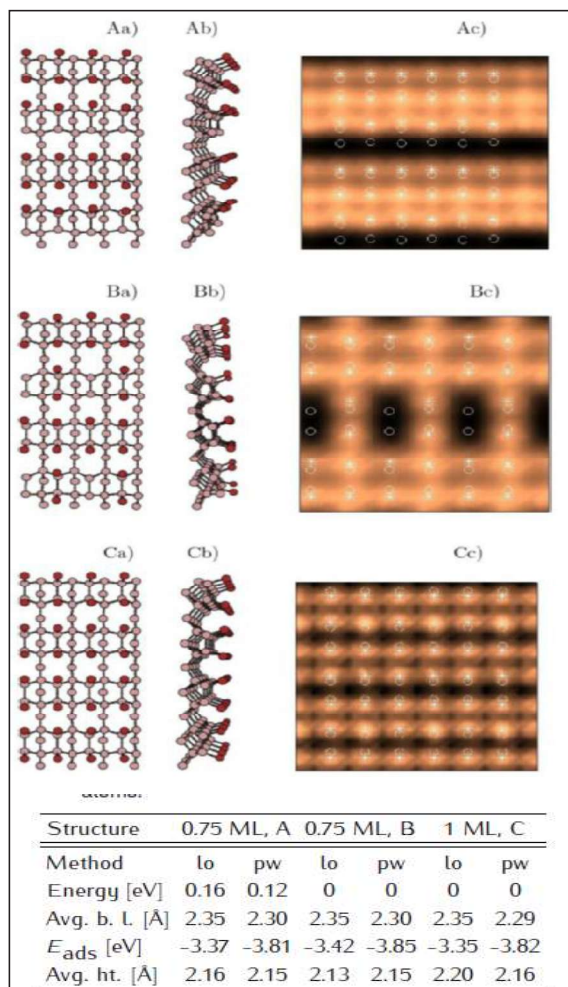 Aa) Ab) Ac)
Ba) Bb) Bc)
Ca) Cb) Cc)
Structure 0.75 ML, A 0.75 ML, B 1 ML, C
Method lo pw lo pw lo pw
Energy [eV] 0.16 0.12 0 0 0 0
Avg. b. l. [Å] 2.35 2.30 2.35 2.30 2.35 2.29
Eads [eV] –3.37 –3.81 –3.42 –3.85 –3.35 –3.82
Avg. ht. [Å] 2.16 2.15 2.13 2.15 2.20 2.16